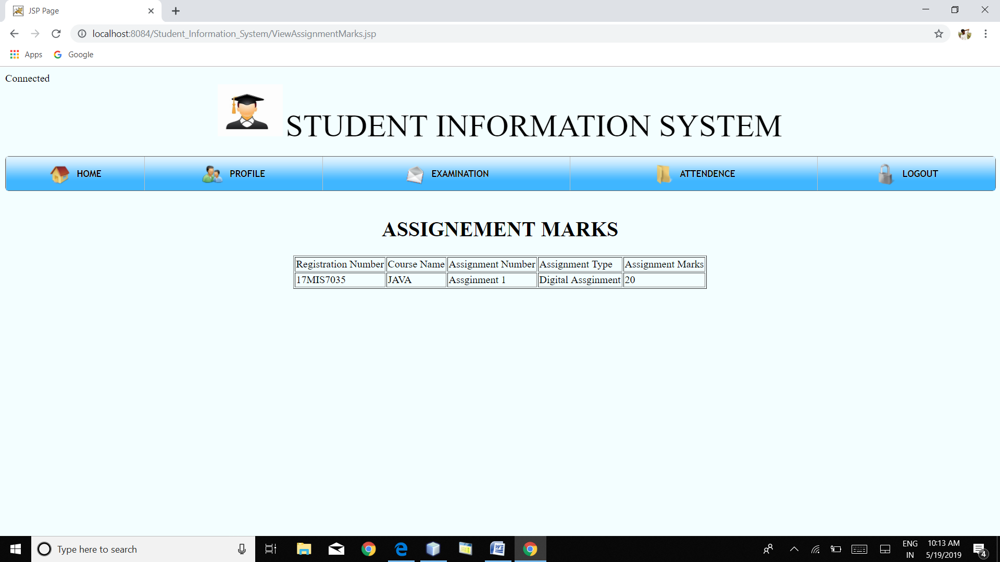 JSP Page
localhost:8084/Student_Information_System/ViewAssignmentMarks.jsp
Apps Google
Connected
STUDENT INFORMATION SYSTEM
HOME PROFILE EXAMINATION ATTENDENCE LOGOUT
ASSIGNEMENT MARKS
Registration Number Course Name Assignment Number Assignment Type Assignment Marks
17MIS7035 JAVA Assginment 1 Digital Assginment 20
Type here to search
ENG 10:13 AM
IN 5/19/2019 4